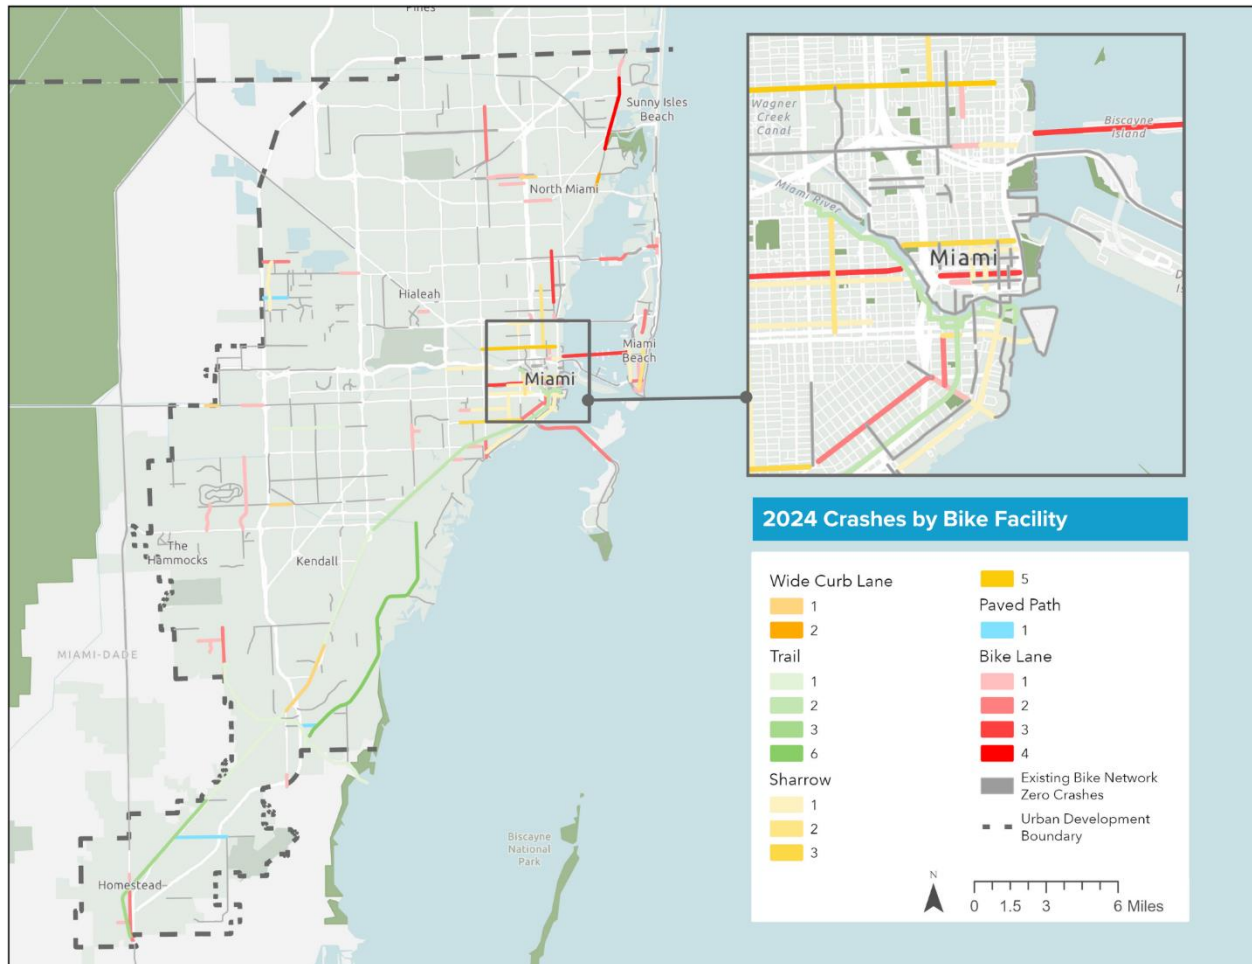 Pines
Sunny Isles
Beach
North Miami
Hialeah
Miami
Beach
Miami
The
Hammocks
Kendall
MIAMI-DADE
Homestead
Biscayne
National
Park
Wagner
Creek
Canal
Biscayne
Island
Miami River
Miami
2024 Crashes by Bike Facility
Wide Curb Lane
1
2
Trail
1
2
3
6
Sharrow
1
2
3
5
Paved Path
1
Bike Lane
1
2
3
4
Existing Bike Network
Zero Crashes
Urban Development
Boundary
N
0 1.5 3 6 Miles